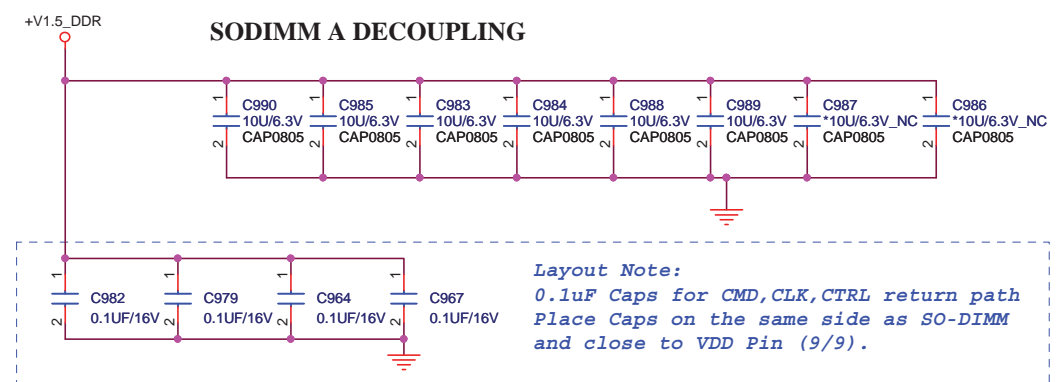 +V1.5_DDR
SODIMM A DECOUPLING
1
2
C990
10U/6.3V
CAP0805
1
2
C985
10U/6.3V
CAP0805
1
2
C983
10U/6.3V
CAP0805
1
2
C984
10U/6.3V
CAP0805
1
2
C988
10U/6.3V
CAP0805
1
2
C989
10U/6.3V
CAP0805
1
2
C987
*10U/6.3V_NC
CAP0805
1
2
C986
*10U/6.3V_NC
CAP0805
1
2
C982
0.1UF/16V
1
2
C979
0.1UF/16V
1
2
C964
0.1UF/16V
1
2
C967
0.1UF/16V
Layout Note:
0.1uF Caps for CMD,CLK,CTRL return path
Place Caps on the same side as SO-DIMM
and close to VDD Pin (9/9).